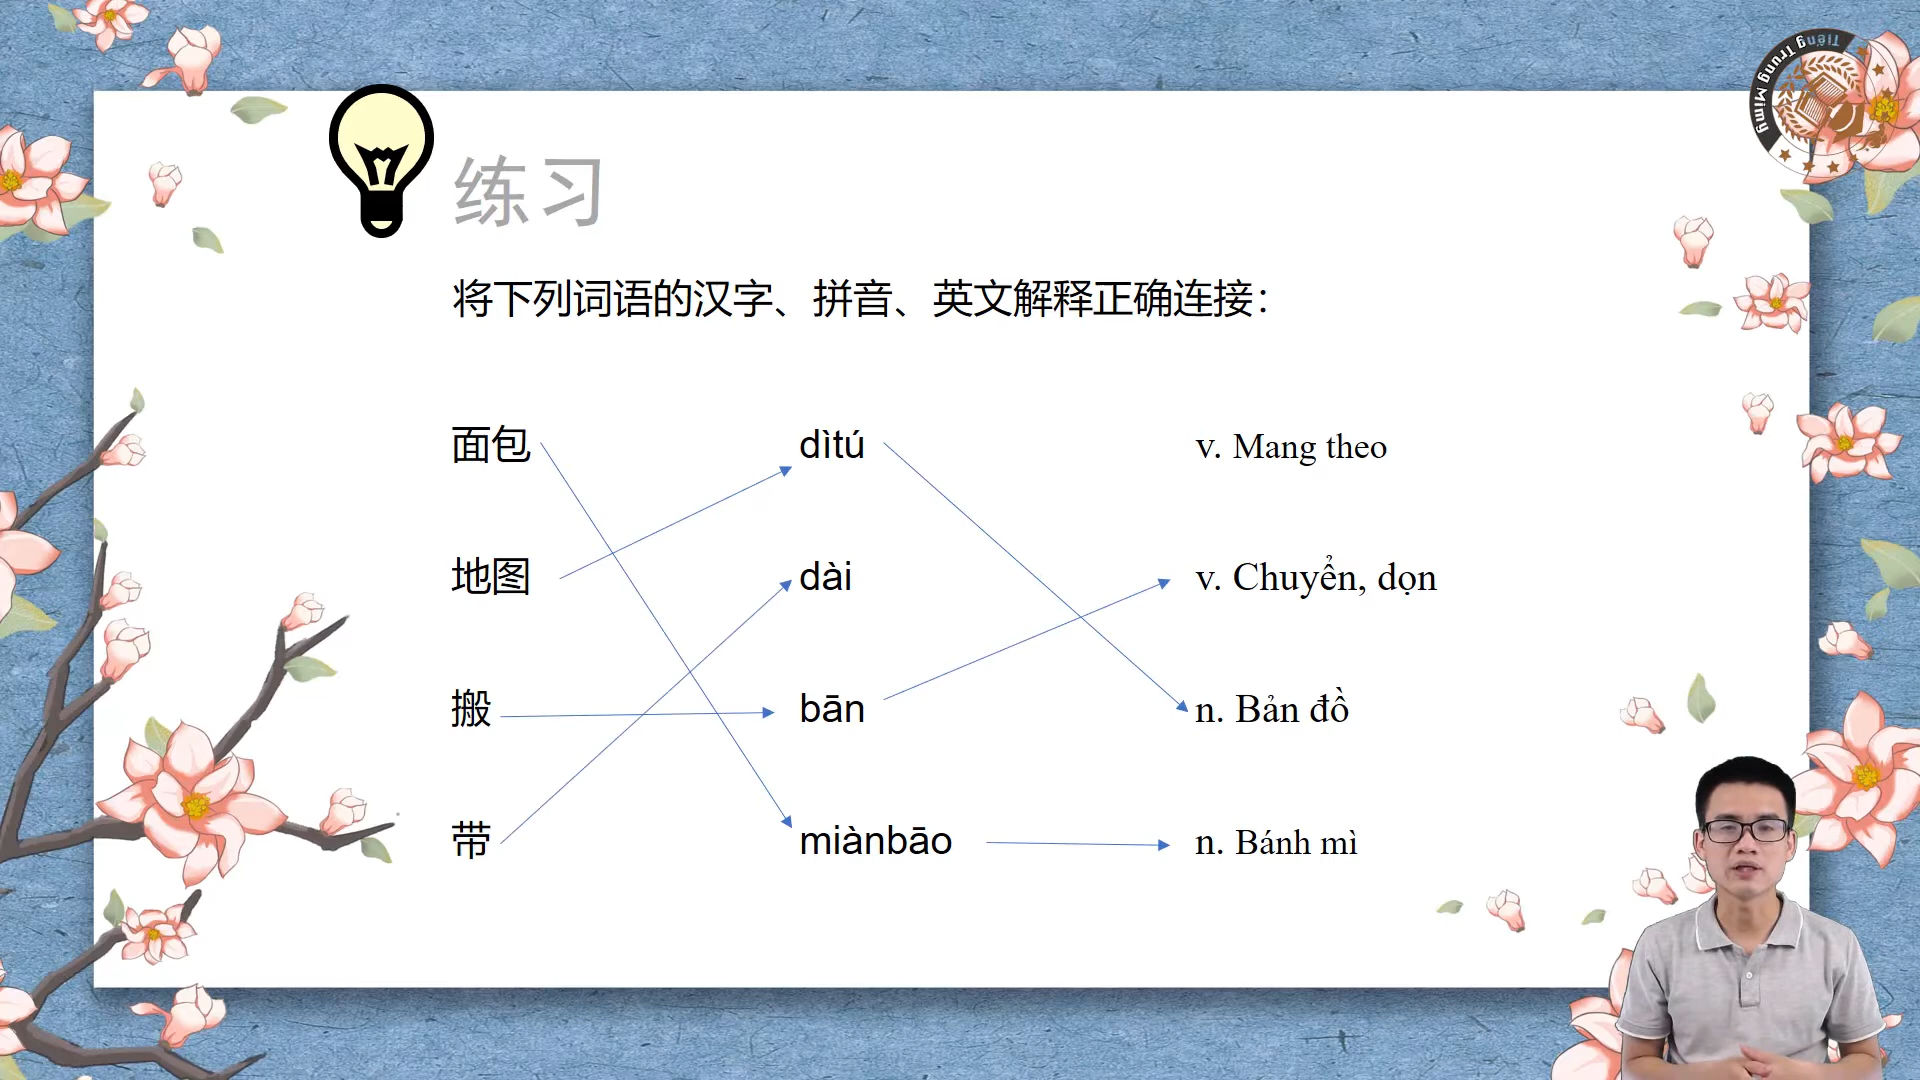 Tiếng Trung Mimy
练习
将下列词语的汉字、拼音、英文解释正确连接：
面包 dìtú v. Mang theo
地图 dài v. Chuyển, dọn
搬 bān n. Bản đồ
带 miànbāo n. Bánh mì